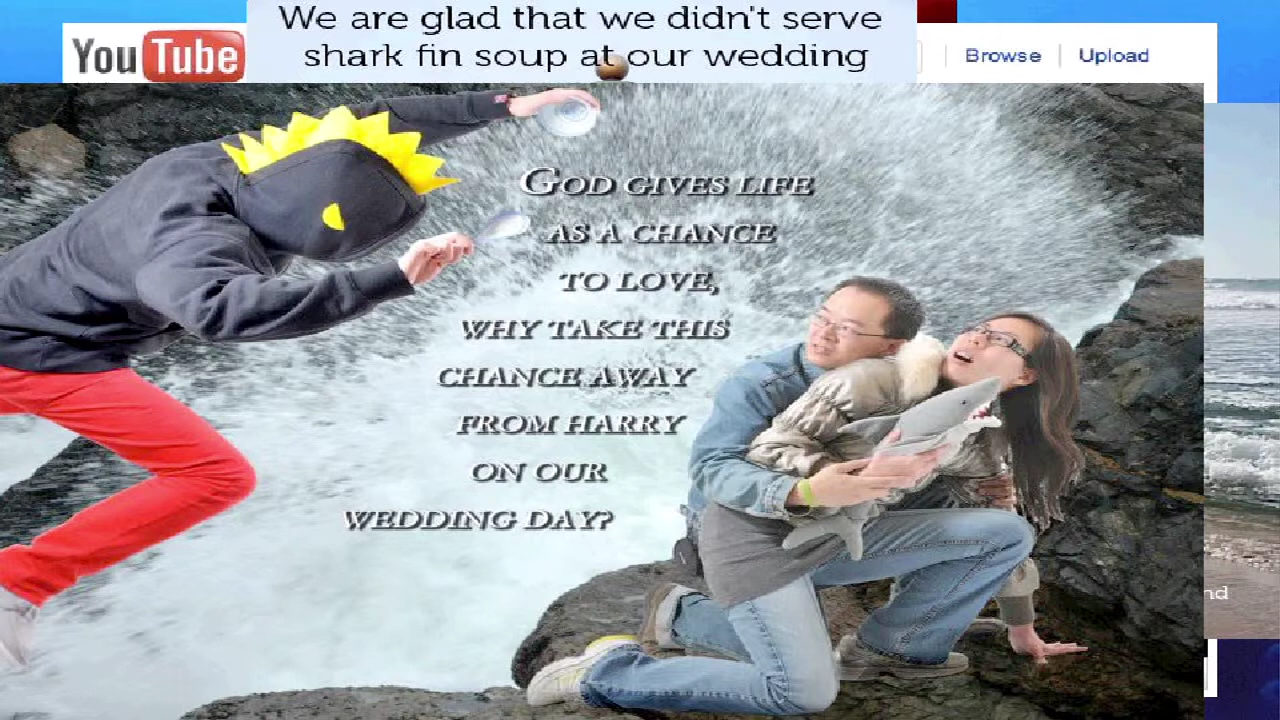 We are glad that we didn't serve
shark fin soup at our wedding
YouTube
Browse | Upload
GOD GIVES LIFE
AS A CHANCE
TO LOVE,
WHY TAKE THIS
CHANCE AWAY
FROM HARRY
ON OUR
WEDDING DAY?